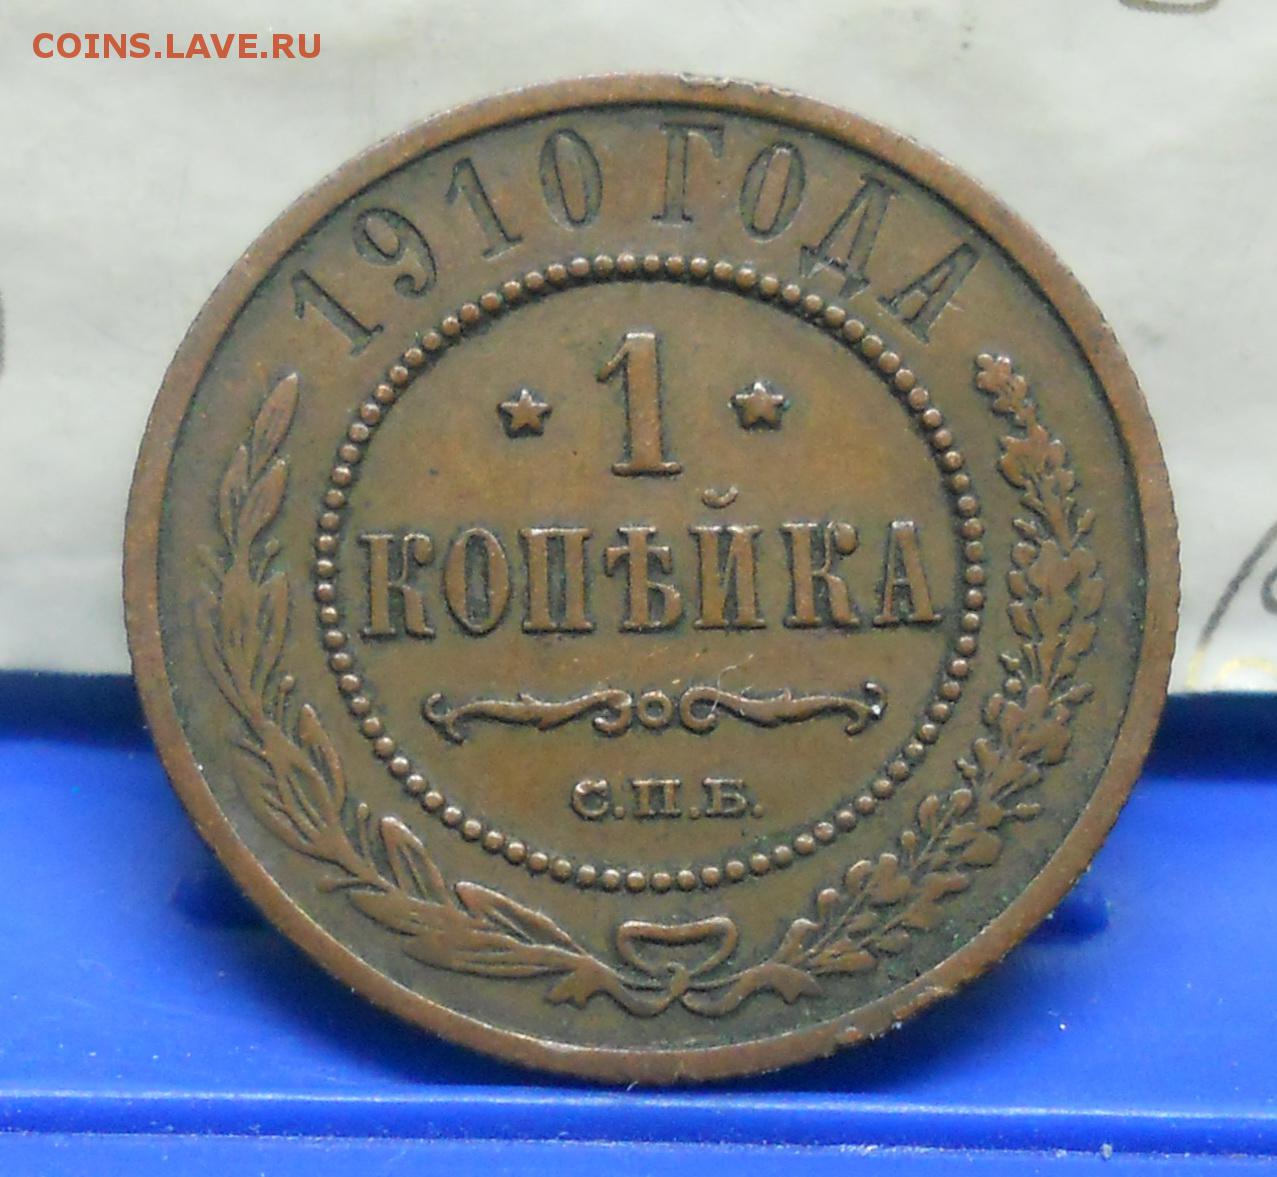 COINS.LAVE.RU
1910 ГОДА
1
КОПѢЙКА
С.П.Б.